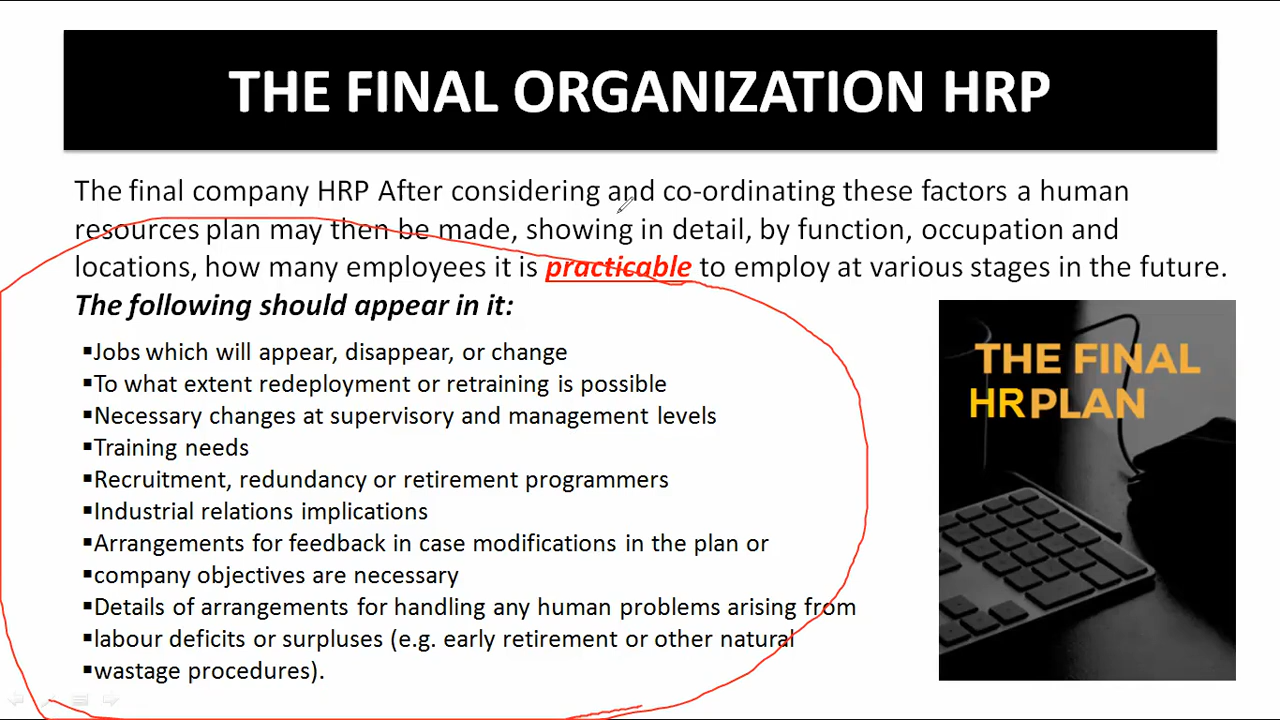 THE FINAL ORGANIZATION HRP
The final company HRP After considering and co-ordinating these factors a human
resources plan may then be made, showing in detail, by function, occupation and
locations, how many employees it is practicable to employ at various stages in the future.
The following should appear in it:
▪Jobs which will appear, disappear, or change
▪To what extent redeployment or retraining is possible
▪Necessary changes at supervisory and management levels
▪Training needs
▪Recruitment, redundancy or retirement programmers
▪Industrial relations implications
▪Arrangements for feedback in case modifications in the plan or
▪company objectives are necessary
▪Details of arrangements for handling any human problems arising from
▪labour deficits or surpluses (e.g. early retirement or other natural
▪wastage procedures).
THE FINAL
HR PLAN